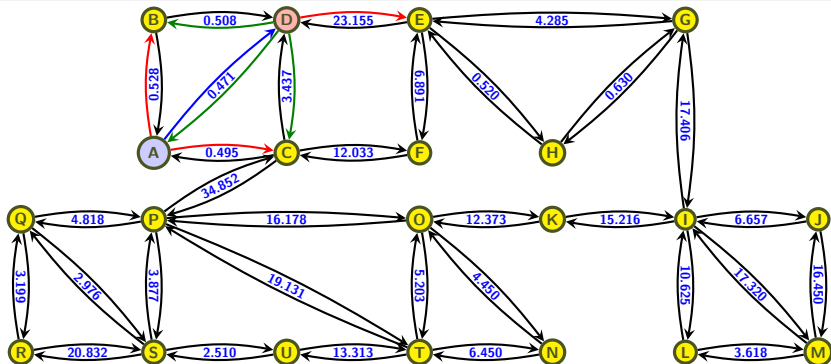 B 0.508 D 23.155 E 4.285 G
0.528 0.471 3.437 6.891 0.520 0.630 17.406
A 0.495 C 12.033 F H
34.852
Q 4.818 P 16.178 O 12.373 K 15.216 I 6.657 J
3.199 2.976 3.877 19.131 5.203 4.450 10.625 17.320 16.450
R 20.832 S 2.510 U 13.313 T 6.450 N L 3.618 M